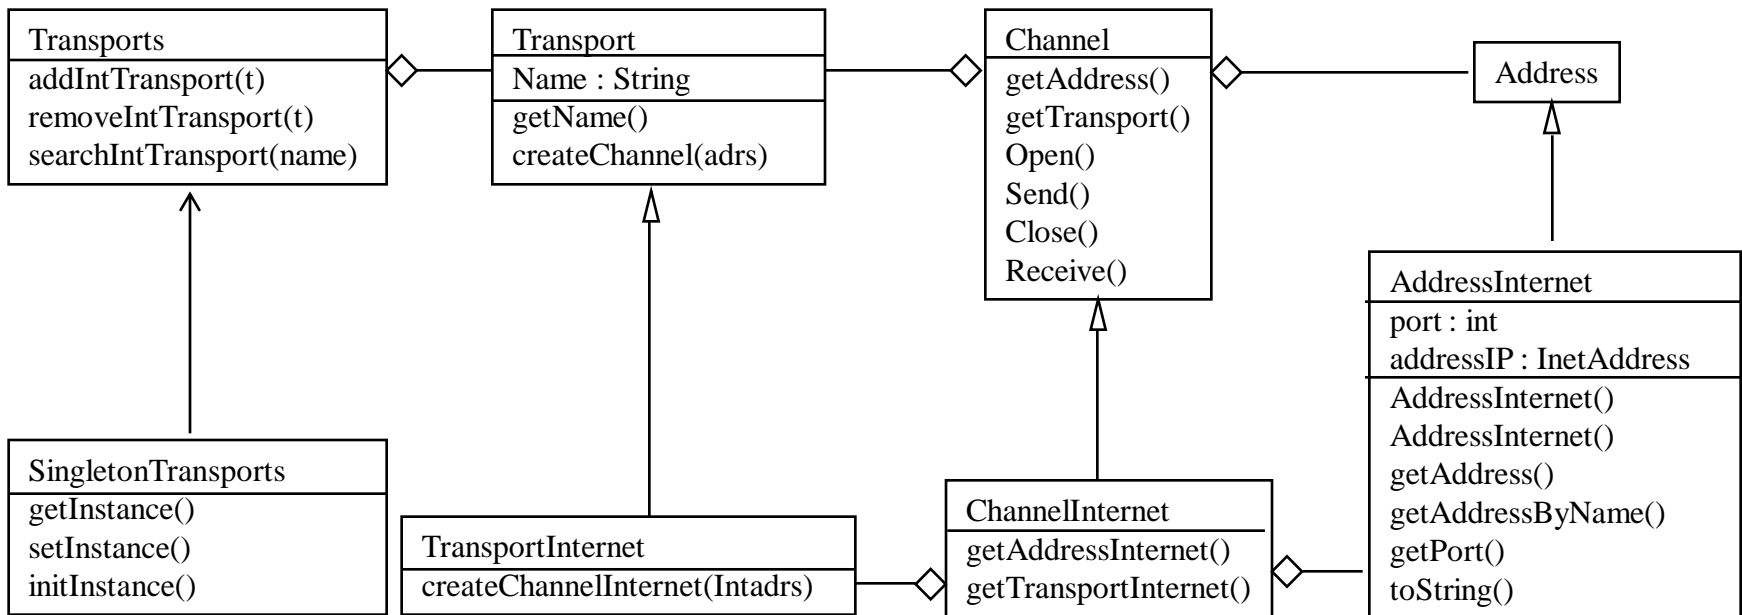 Transports
addIntTransport(t)
removeIntTransport(t)
searchIntTransport(name)
Transport
Name : String
getName()
createChannel(adrs)
Channel
getAddress()
getTransport()
Open()
Send()
Close()
Receive()
Address
AddressInternet
port : int
addressIP : InetAddress
AddressInternet()
AddressInternet()
getAddress()
getAddressByName()
getPort()
toString()
SingletonTransports
getInstance()
setInstance()
initInstance()
TransportInternet
createChannelInternet(Intadrs)
ChannelInternet
getAddressInternet()
getTransportInternet()